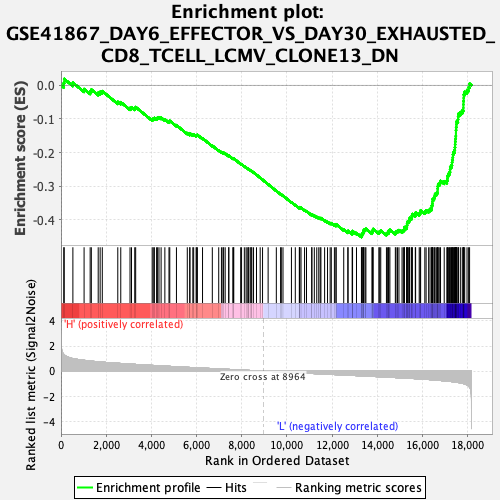 Enrichment plot:
GSE41867_DAY6_EFFECTOR_VS_DAY30_EXHAUSTED_
CD8_TCELL_LCMV_CLONE13_DN
Enrichment score (ES)
0.0
-0.1
-0.2
-0.3
-0.4
Ranked list metric (Signal2Noise)
'H' (positively correlated)
4
2
0
-2
-4
Zero cross at 8964
'L' (negatively correlated)
0 2,000 4,000 6,000 8,000 10,000 12,000 14,000 16,000 18,000
Rank in Ordered Dataset
Enrichment profile Hits Ranking metric scores